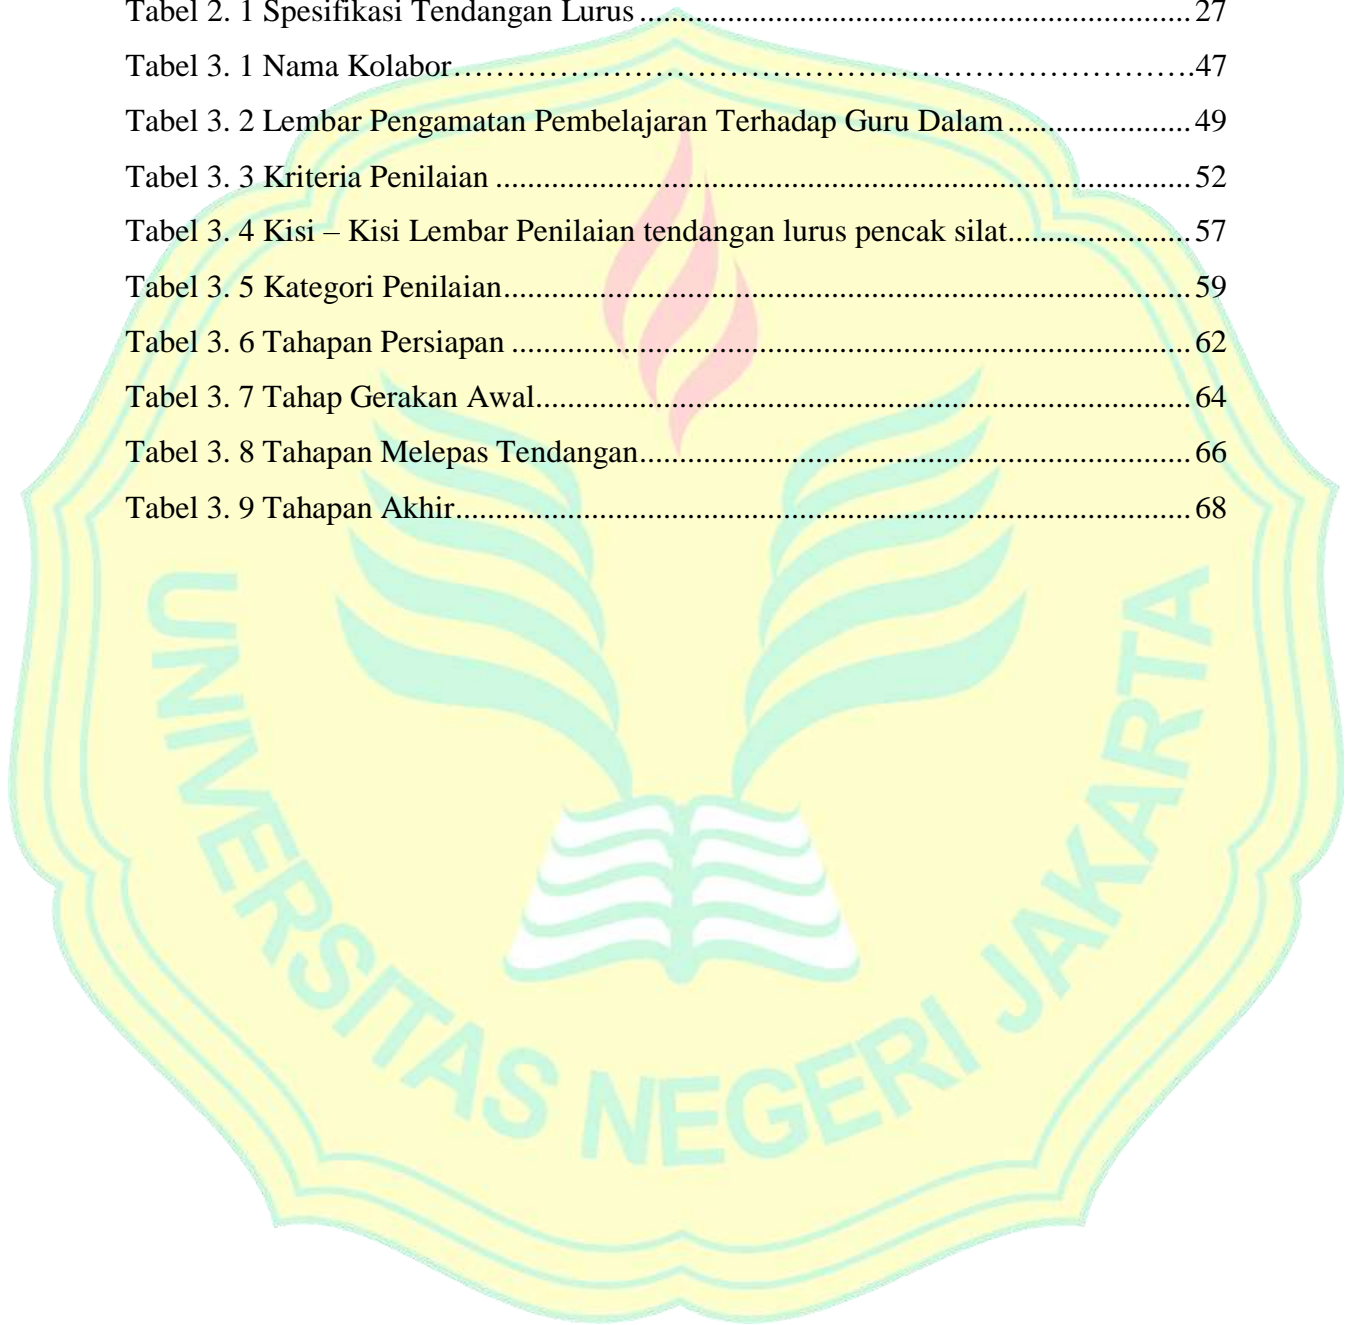 Tabel 2. 1 Spesifikasi Tendangan Lurus ...................................................................... 27
Tabel 3. 1 Nama Kolabor……………………………………………………………….47
Tabel 3. 2 Lembar Pengamatan Pembelajaran Terhadap Guru Dalam ....................... 49
Tabel 3. 3 Kriteria Penilaian ........................................................................................ 52
Tabel 3. 4 Kisi – Kisi Lembar Penilaian tendangan lurus pencak silat....................... 57
Tabel 3. 5 Kategori Penilaian....................................................................................... 59
Tabel 3. 6 Tahapan Persiapan ...................................................................................... 62
Tabel 3. 7 Tahap Gerakan Awal................................................................................... 64
Tabel 3. 8 Tahapan Melepas Tendangan...................................................................... 66
Tabel 3. 9 Tahapan Akhir............................................................................................. 68
UNIVERSITAS NEGERI JAKARTA